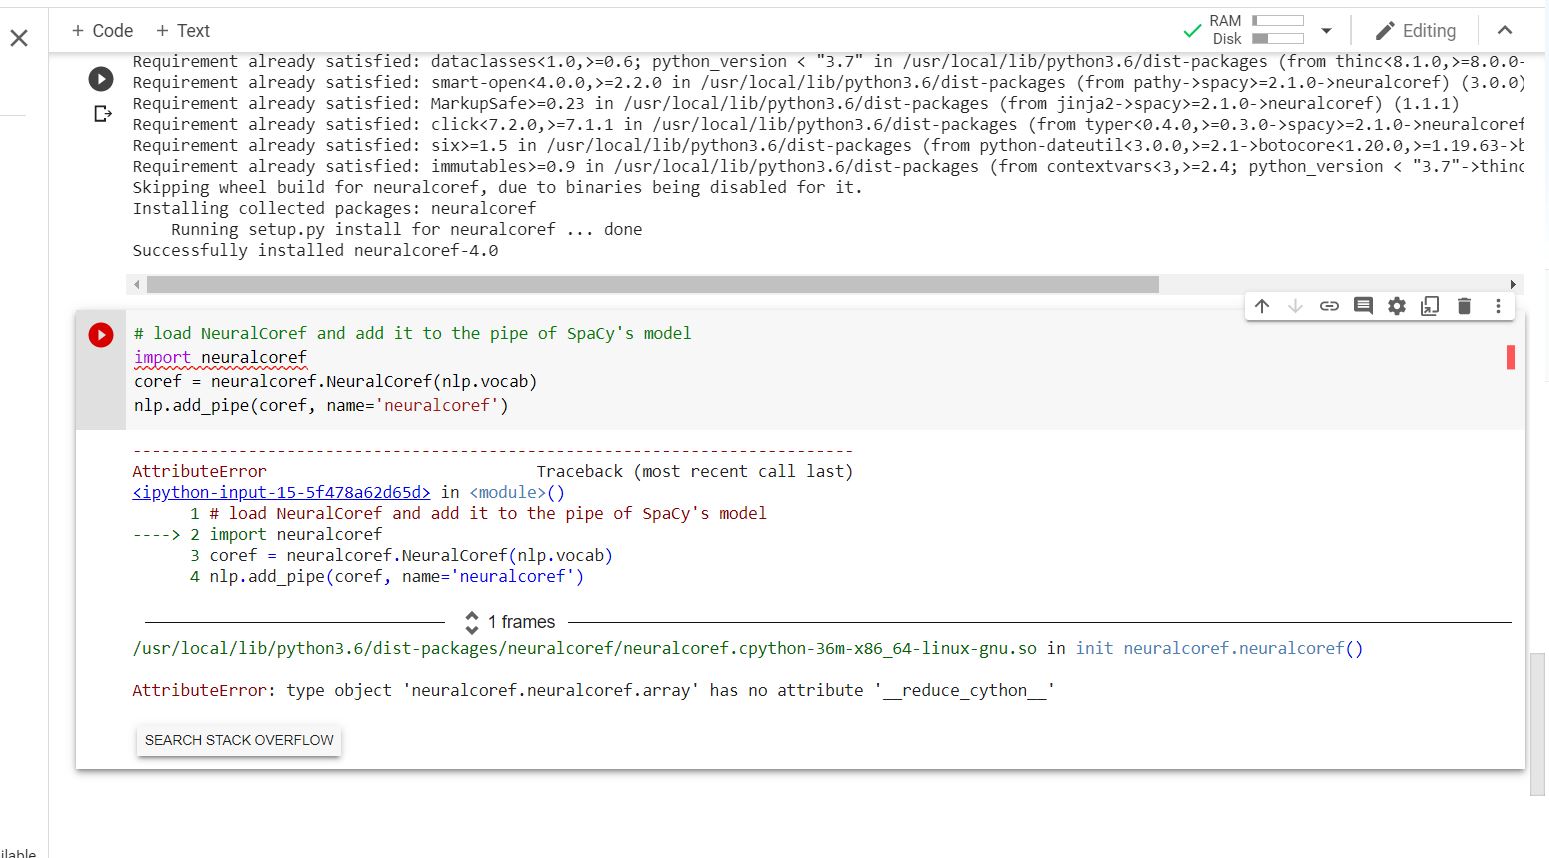 + Code + Text
RAM
Disk
Editing
Requirement already satisfied: dataclasses<1.0,>=0.6; python_version < "3.7" in /usr/local/lib/python3.6/dist-packages (from thinc<8.1.0,>=8.0.0-
Requirement already satisfied: smart-open<4.0.0,>=2.2.0 in /usr/local/lib/python3.6/dist-packages (from pathy->spacy>=2.1.0->neuralcoref) (3.0.0)
Requirement already satisfied: MarkupSafe>=0.23 in /usr/local/lib/python3.6/dist-packages (from jinja2->spacy>=2.1.0->neuralcoref) (1.1.1)
Requirement already satisfied: click<7.2.0,>=7.1.1 in /usr/local/lib/python3.6/dist-packages (from typer<0.4.0,>=0.3.0->spacy>=2.1.0->neuralcoref
Requirement already satisfied: six>=1.5 in /usr/local/lib/python3.6/dist-packages (from python-dateutil<3.0.0,>=2.1->botocore<1.20.0,>=1.19.63->b
Requirement already satisfied: immutables>=0.9 in /usr/local/lib/python3.6/dist-packages (from contextvars<3,>=2.4; python_version < "3.7"->thinc
Skipping wheel build for neuralcoref, due to binaries being disabled for it.
Installing collected packages: neuralcoref
    Running setup.py install for neuralcoref ... done
Successfully installed neuralcoref-4.0
# load NeuralCoref and add it to the pipe of SpaCy's model
import neuralcoref
coref = neuralcoref.NeuralCoref(nlp.vocab)
nlp.add_pipe(coref, name='neuralcoref')
---------------------------------------------------------------------------
AttributeError                            Traceback (most recent call last)
<ipython-input-15-5f478a62d65d> in <module>()
      1 # load NeuralCoref and add it to the pipe of SpaCy's model
----> 2 import neuralcoref
      3 coref = neuralcoref.NeuralCoref(nlp.vocab)
      4 nlp.add_pipe(coref, name='neuralcoref')
1 frames
/usr/local/lib/python3.6/dist-packages/neuralcoref/neuralcoref.cpython-36m-x86_64-linux-gnu.so in init neuralcoref.neuralcoref()
AttributeError: type object 'neuralcoref.neuralcoref.array' has no attribute '__reduce_cython__'
SEARCH STACK OVERFLOW
ilable